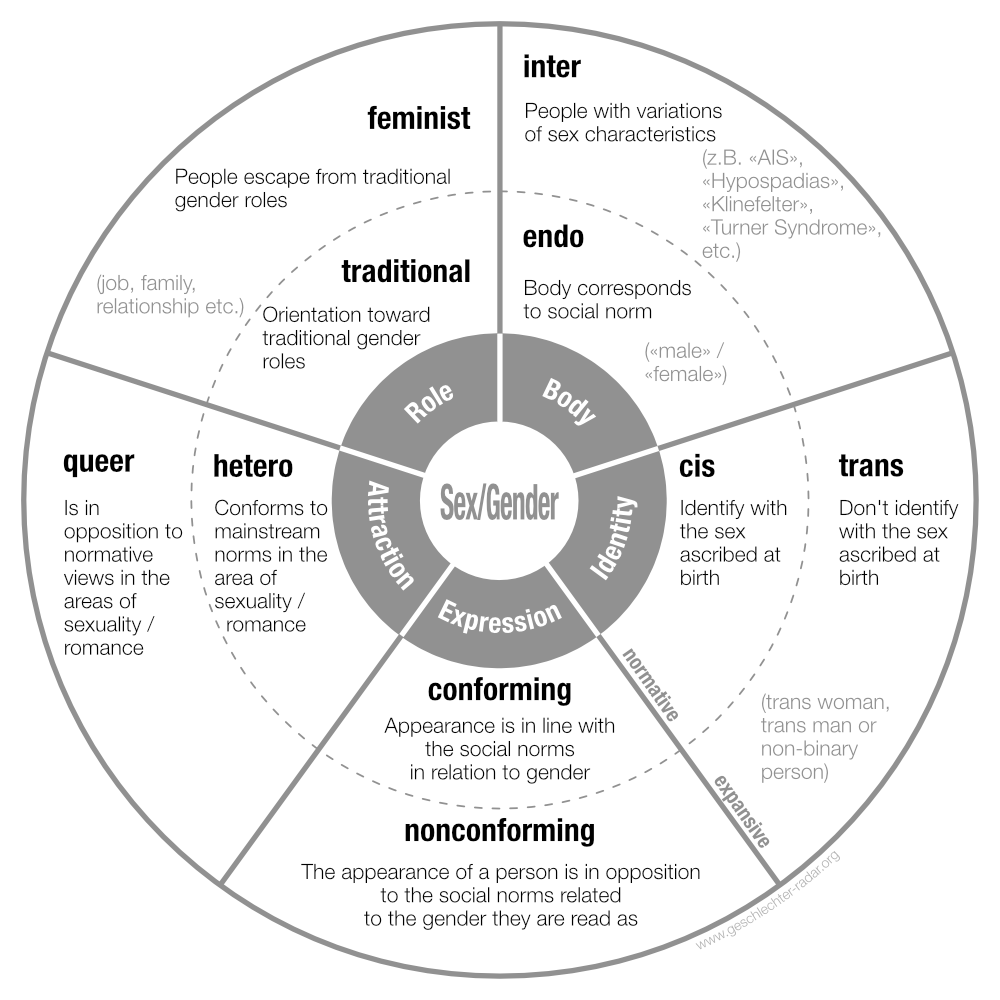 feminist
People escape from traditional
gender roles
(job, family,
relationship etc.)
traditional
Orientation toward
traditional gender
roles
inter
People with variations
of sex characteristics
(z.B. «AIS»,
«Hypospadias»,
«Klinefelter»,
«Turner Syndrome»,
etc.)
endo
Body corresponds
to social norm
(«male» /
«female»)
Role
Body
Attraction
Sex/Gender
Identity
Expression
queer
Is in
opposition to
normative
views in the
areas of
sexuality /
romance
hetero
Conforms to
mainstream
norms in the
area of
sexuality /
romance
cis
Identify with
the sex
ascribed at
birth
trans
Don't identify
with the sex
ascribed at
birth
(trans woman,
trans man or
non-binary
person)
normative
expansive
conforming
Appearance is in line with
the social norms
in relation to gender
nonconforming
The appearance of a person is in opposition
to the social norms related
to the gender they are read as
www.geschlechter-radar.org